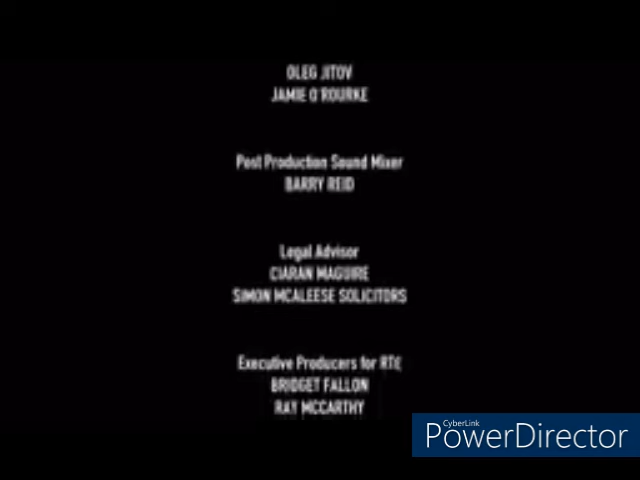 OLEG JITOV
JAMIE O'ROURKE
Post Production Sound Mixer
BARRY REID
Legal Advisor
CIARAN MAGUIRE
SIMON MCALEESE SOLICITORS
Executive Producers for RTÉ
BRIDGET FALLON
RAY MCCARTHY
CyberLink
PowerDirector